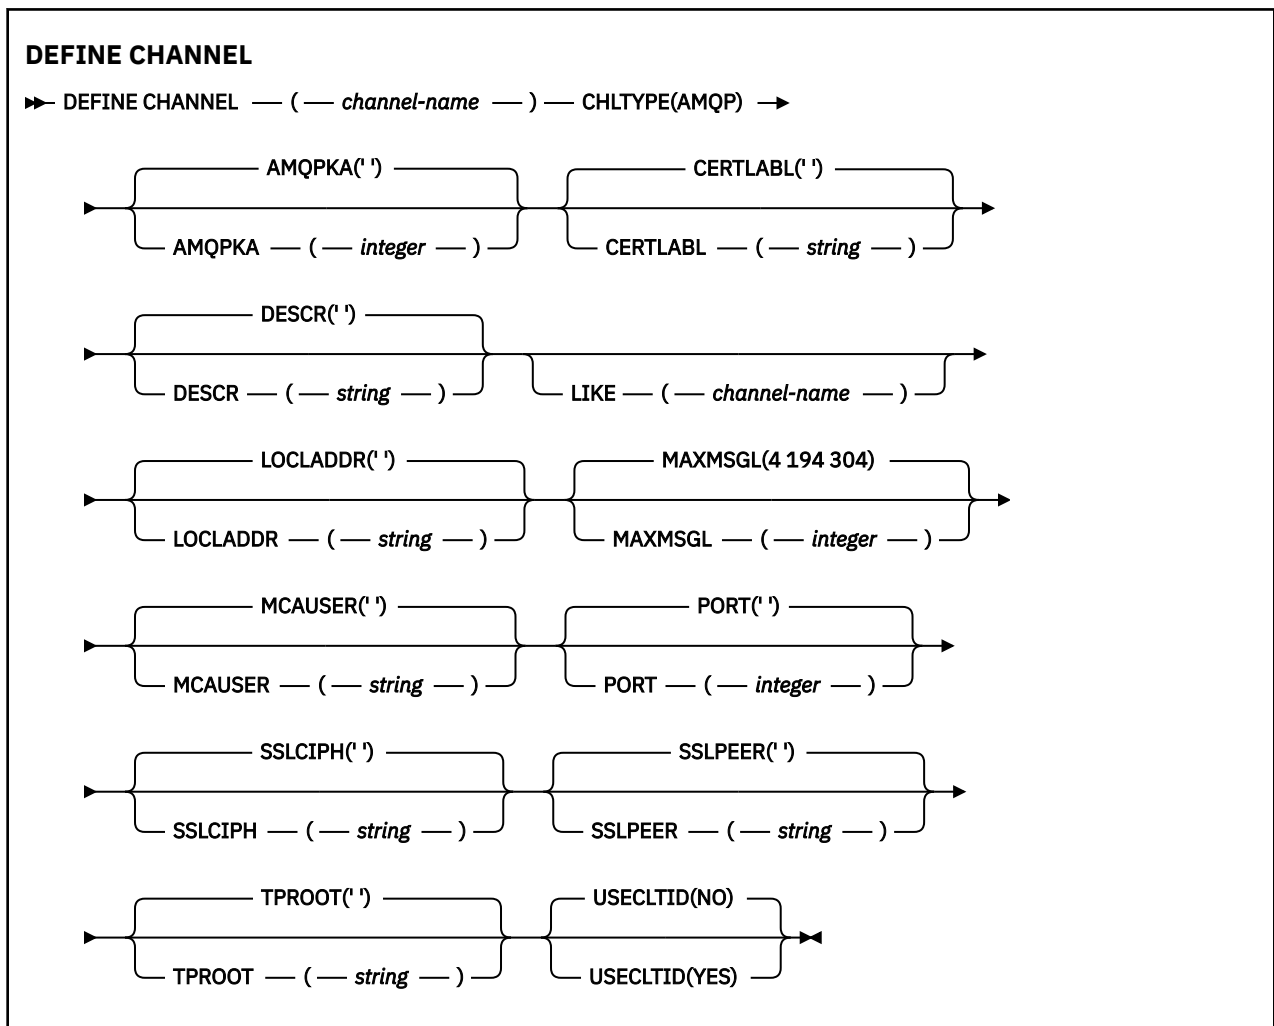 DEFINE CHANNEL
DEFINE CHANNEL ( channel-name ) CHLTYPE(AMQP)
AMQPKA(' ') CERTLABL(' ')
AMQPKA ( integer ) CERTLABL ( string )
DESCR(' ')
DESCR ( string ) LIKE ( channel-name )
LOCLADDR(' ') MAXMSGL(4 194 304)
LOCLADDR ( string ) MAXMSGL ( integer )
MCAUSER(' ') PORT(' ')
MCAUSER ( string ) PORT ( integer )
SSLCIPH(' ') SSLPEER(' ')
SSLCIPH ( string ) SSLPEER ( string )
TPROOT(' ') USECLTID(NO)
TPROOT ( string ) USECLTID(YES)